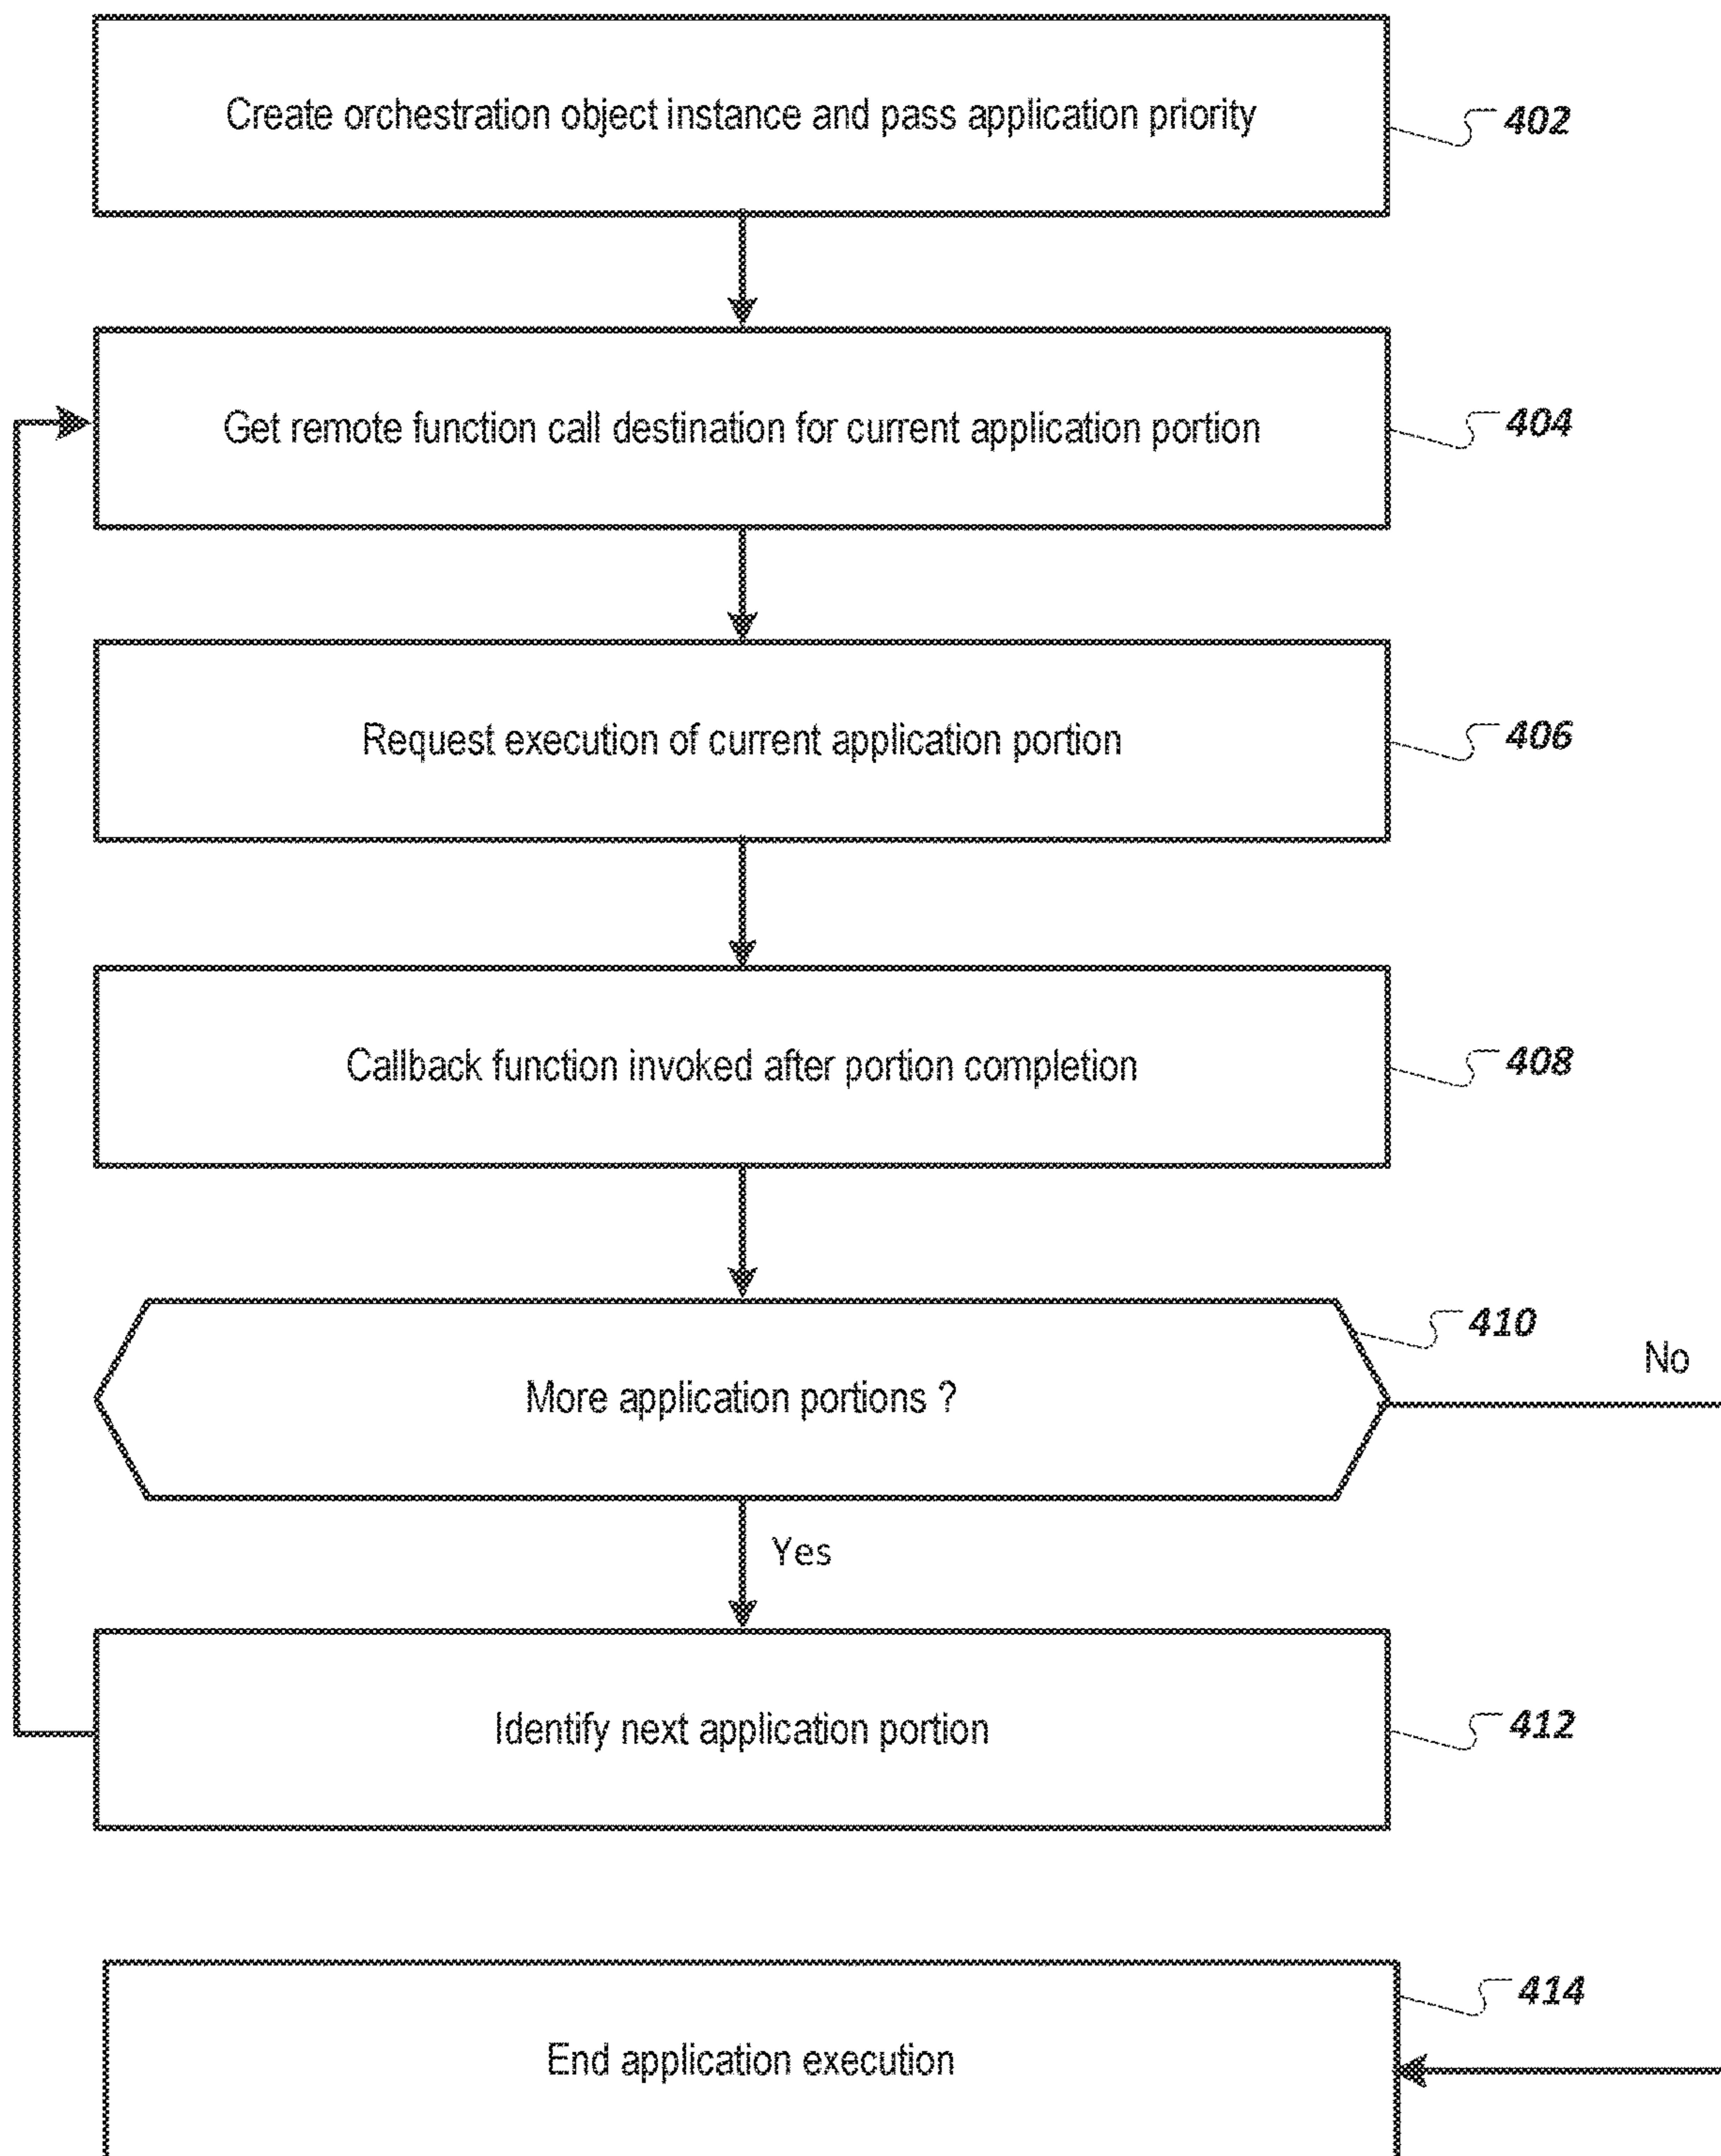 Create orchestration object instance and pass application priority
402
Get remote function call destination for current application portion
404
Request execution of current application portion
406
Callback function invoked after portion completion
408
More application portions ?
410
No
Yes
Identify next application portion
412
End application execution
414